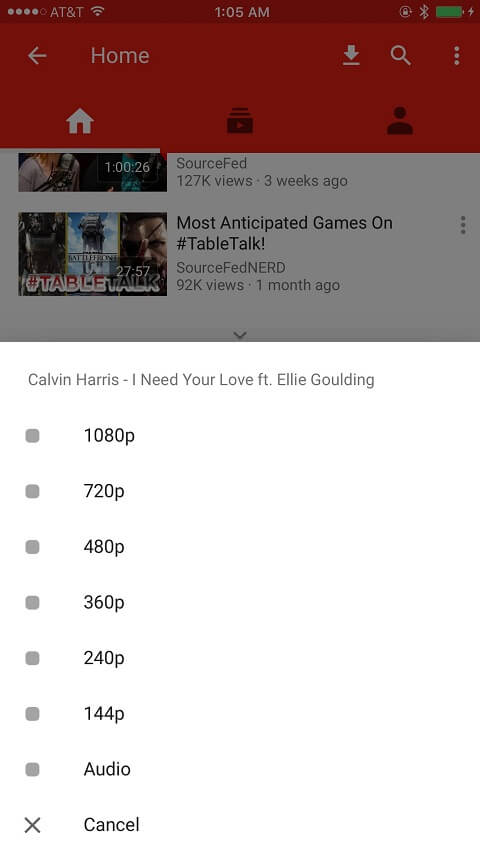 AT&T
1:05 AM
Home
1:00:26
SourceFed
127K views · 3 weeks ago
BATTLEFRONT
27:57
#TABLETALK
Most Anticipated Games On
#TableTalk!
SourceFedNERD
92K views · 1 month ago
Calvin Harris - I Need Your Love ft. Ellie Goulding
1080p
720p
480p
360p
240p
144p
Audio
Cancel